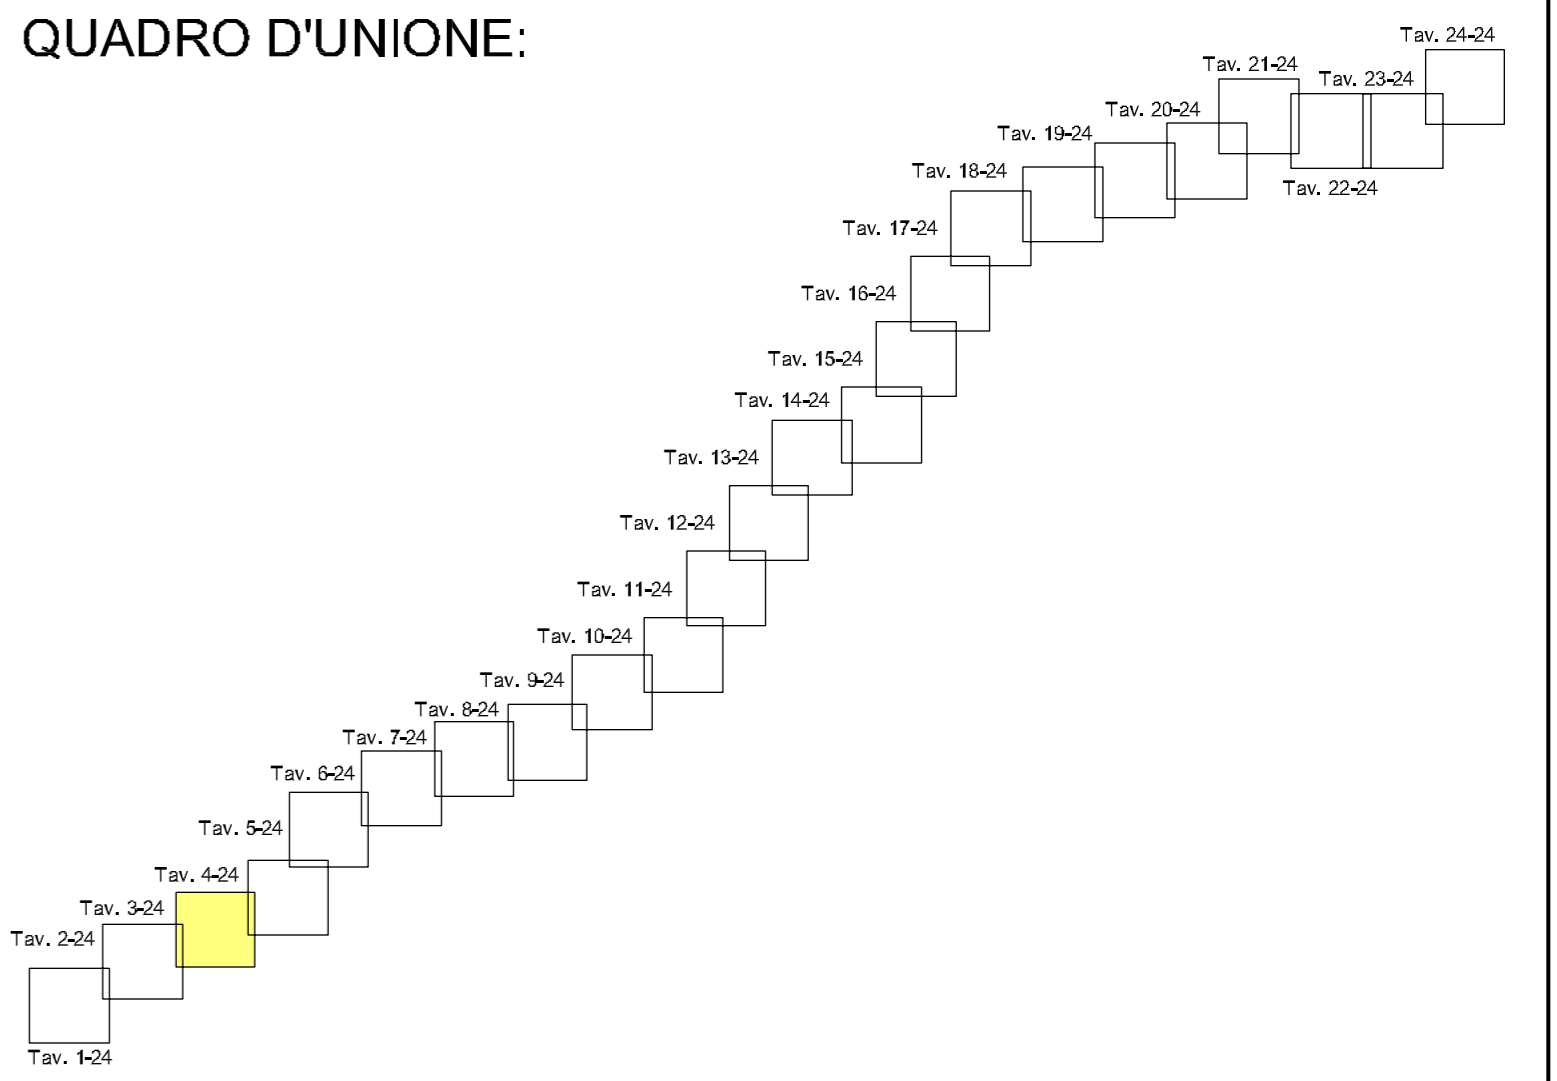 QUADRO D'UNIONE:
Tav. 24-24
Tav. 21-24
Tav. 23-24
Tav. 20-24
Tav. 19-24
Tav. 18-24
Tav. 22-24
Tav. 17-24
Tav. 16-24
Tav. 15-24
Tav. 14-24
Tav. 13-24
Tav. 12-24
Tav. 11-24
Tav. 10-24
Tav. 9-24
Tav. 8-24
Tav. 7-24
Tav. 6-24
Tav. 5-24
Tav. 4-24
Tav. 3-24
Tav. 2-24
Tav. 1-24